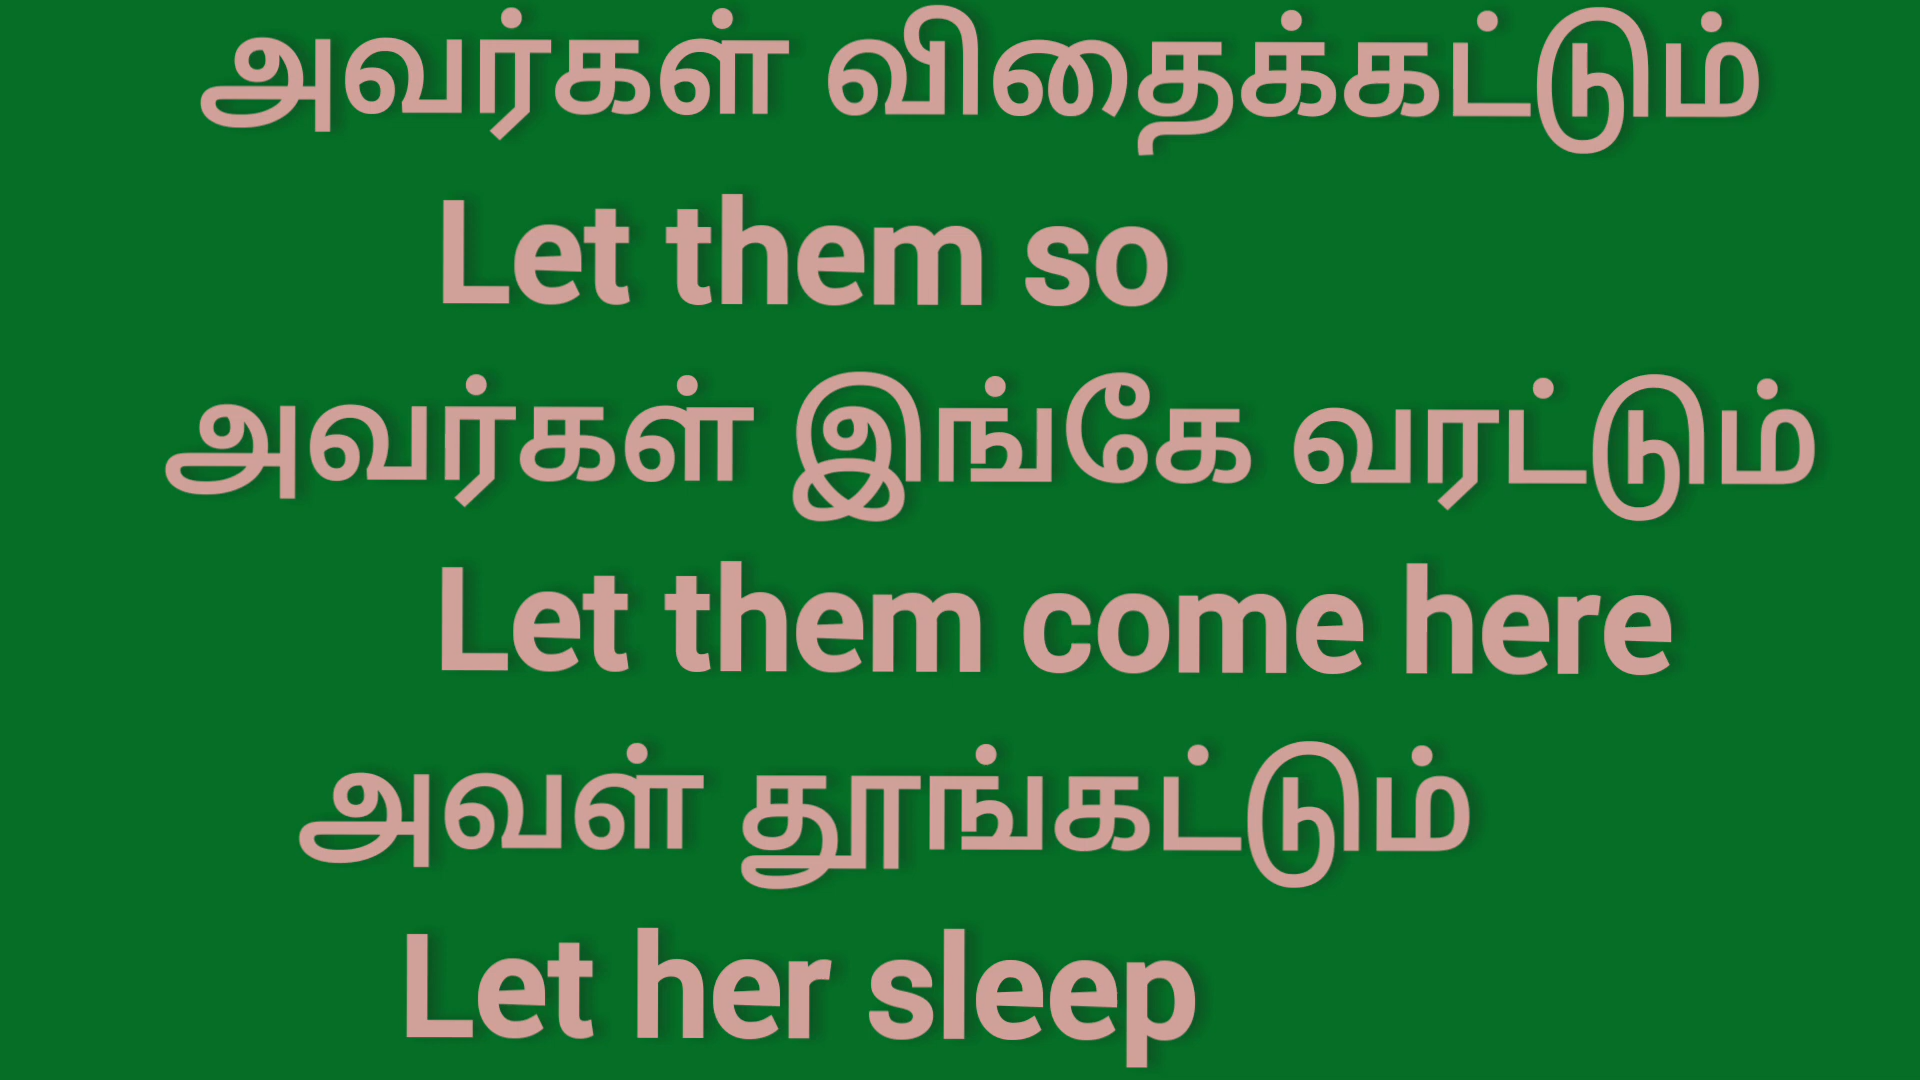 அவர்கள் விதைக்கட்டும்
Let them so
அவர்கள் இங்கே வரட்டும்
Let them come here
அவள் தூங்கட்டும்
Let her sleep